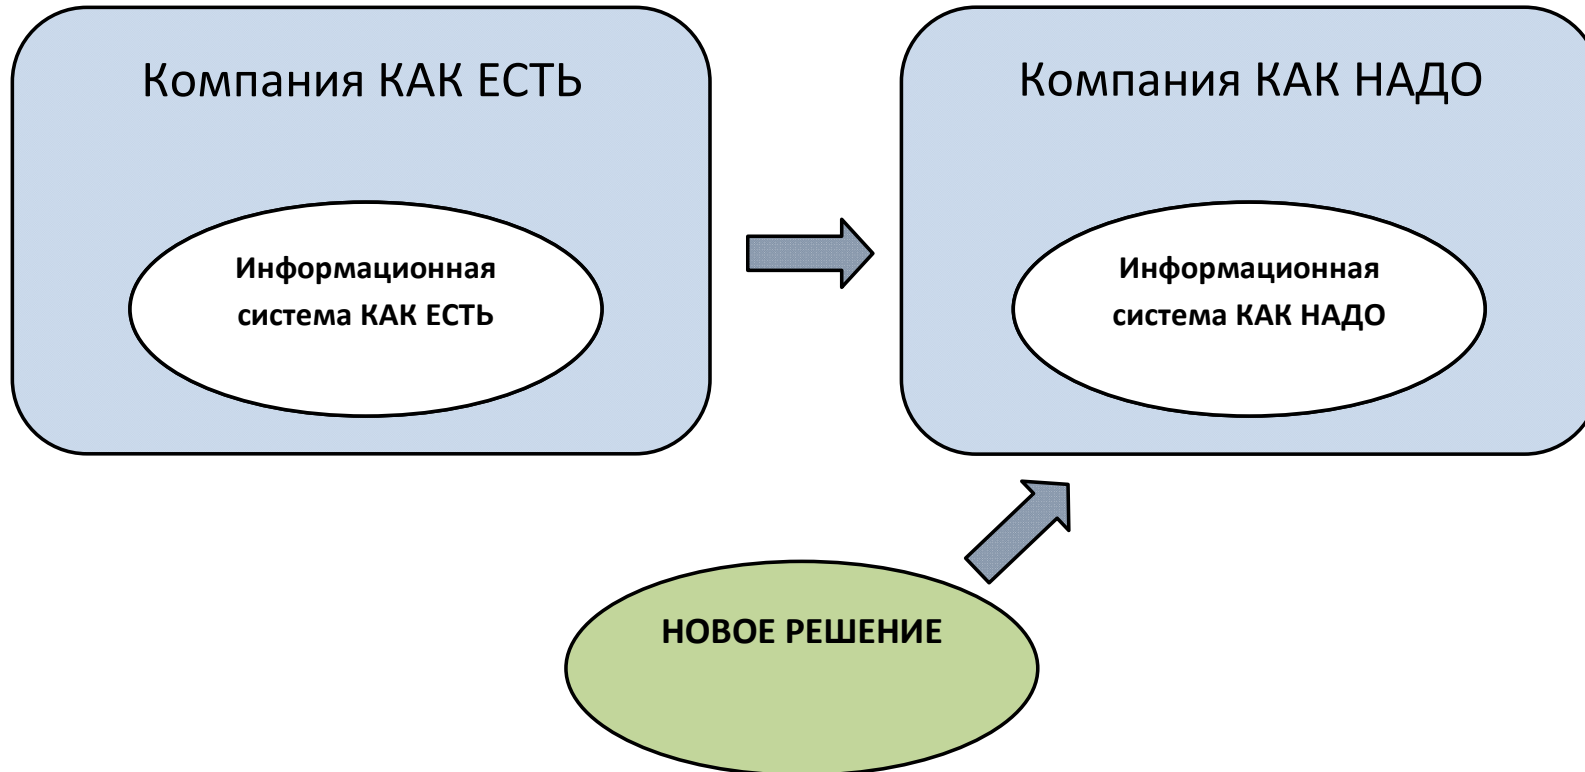 Компания КАК ЕСТЬ
Информационная
система КАК ЕСТЬ
Компания КАК НАДО
Информационная
система КАК НАДО
НОВОЕ РЕШЕНИЕ